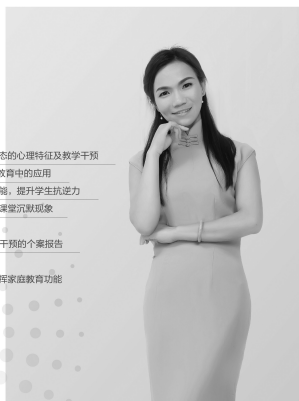 态的心理特征及教学干预
教育中的应用
能，提升学生抗逆力
课堂沉默现象
干预的个案报告
挥家庭教育功能